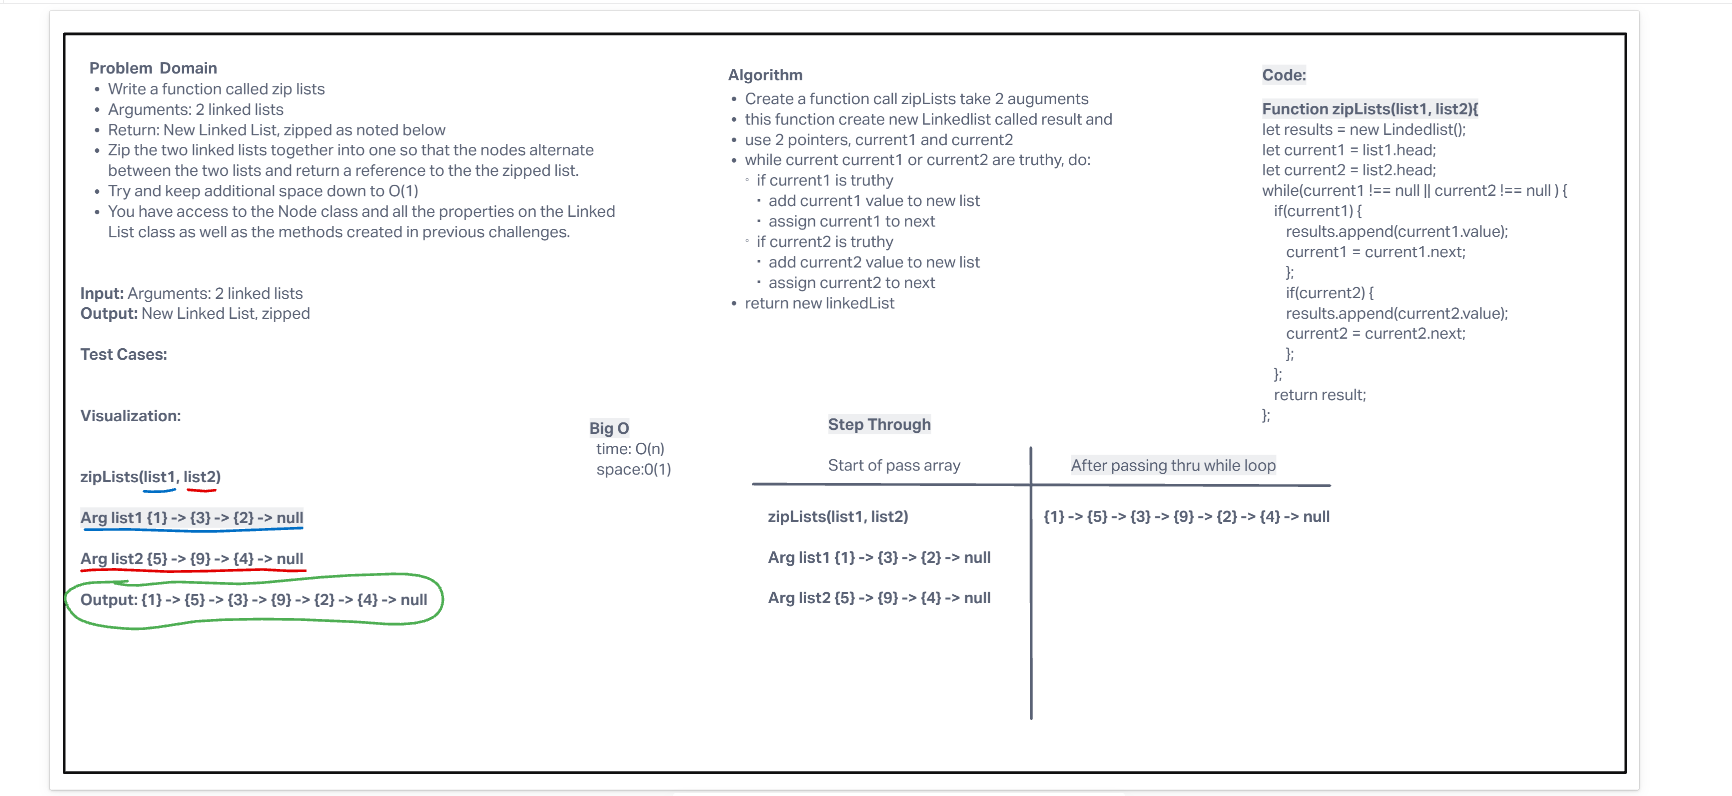 Problem Domain
• Write a function called zip lists
• Arguments: 2 linked lists
• Return: New Linked List, zipped as noted below
• Zip the two linked lists together into one so that the nodes alternate
between the two lists and return a reference to the the zipped list.
• Try and keep additional space down to O(1)
• You have access to the Node class and all the properties on the Linked
List class as well as the methods created in previous challenges.
Input: Arguments: 2 linked lists
Output: New Linked List, zipped
Test Cases:
Visualization:
zipLists(list1, list2)
Arg list1 {1} -> {3} -> {2} -> null
Arg list2 {5} -> {9} -> {4} -> null
Output: {1} -> {5} -> {3} -> {9} -> {2} -> {4} -> null
Big O
time: O(n)
space:0(1)
Algorithm
• Create a function call zipLists take 2 auguments
• this function create new Linkedlist called result and
• use 2 pointers, current1 and current2
• while current current1 or current2 are truthy, do:
◦ if current1 is truthy
▪ add current1 value to new list
▪ assign current1 to next
◦ if current2 is truthy
▪ add current2 value to new list
▪ assign current2 to next
• return new linkedList
Step Through
Start of pass array
After passing thru while loop
zipLists(list1, list2)
{1} -> {5} -> {3} -> {9} -> {2} -> {4} -> null
Arg list1 {1} -> {3} -> {2} -> null
Arg list2 {5} -> {9} -> {4} -> null
Code:
Function zipLists(list1, list2){
let results = new Lindedlist();
let current1 = list1.head;
let current2 = list2.head;
while(current1 !== null || current2 !== null ) {
if(current1) {
results.append(current1.value);
current1 = current1.next;
};
if(current2) {
results.append(current2.value);
current2 = current2.next;
};
};
return result;
};